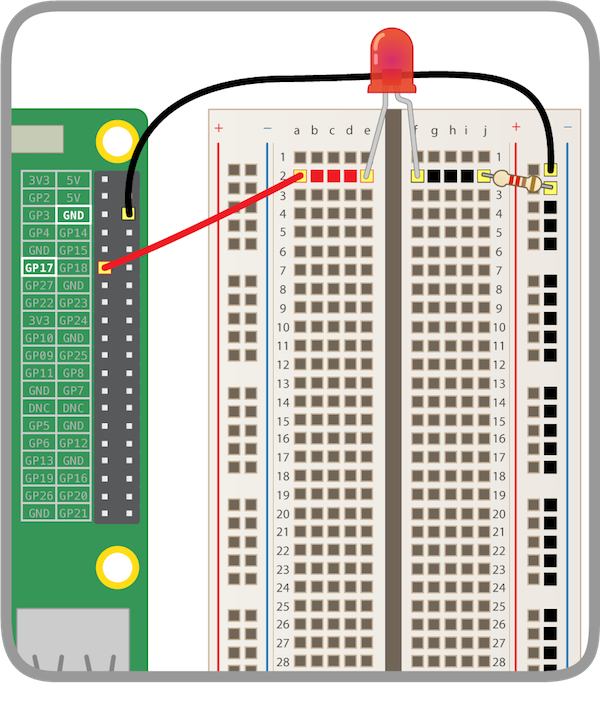 + − a b c d e f g h i j + −
3V3 5V
GP2 5V
GP3 GND
GP4 GP14
GND GP15
GP17 GP18
GP27 GND
GP22 GP23
3V3 GP24
GP10 GND
GP09 GP25
GP11 GP8
GND GP7
DNC DNC
GP5 GND
GP6 GP12
GP13 GND
GP19 GP16
GP26 GP20
GND GP21
1 1
2
3 3
4 4
5 5
6 6
7 7
8 8
9 9
10 10
11 11
12 12
13 13
14 14
15 15
16 16
17 17
18 18
19 19
20 20
21 21
22 22
23 23
24 24
25 25
26 26
27 27
28 28